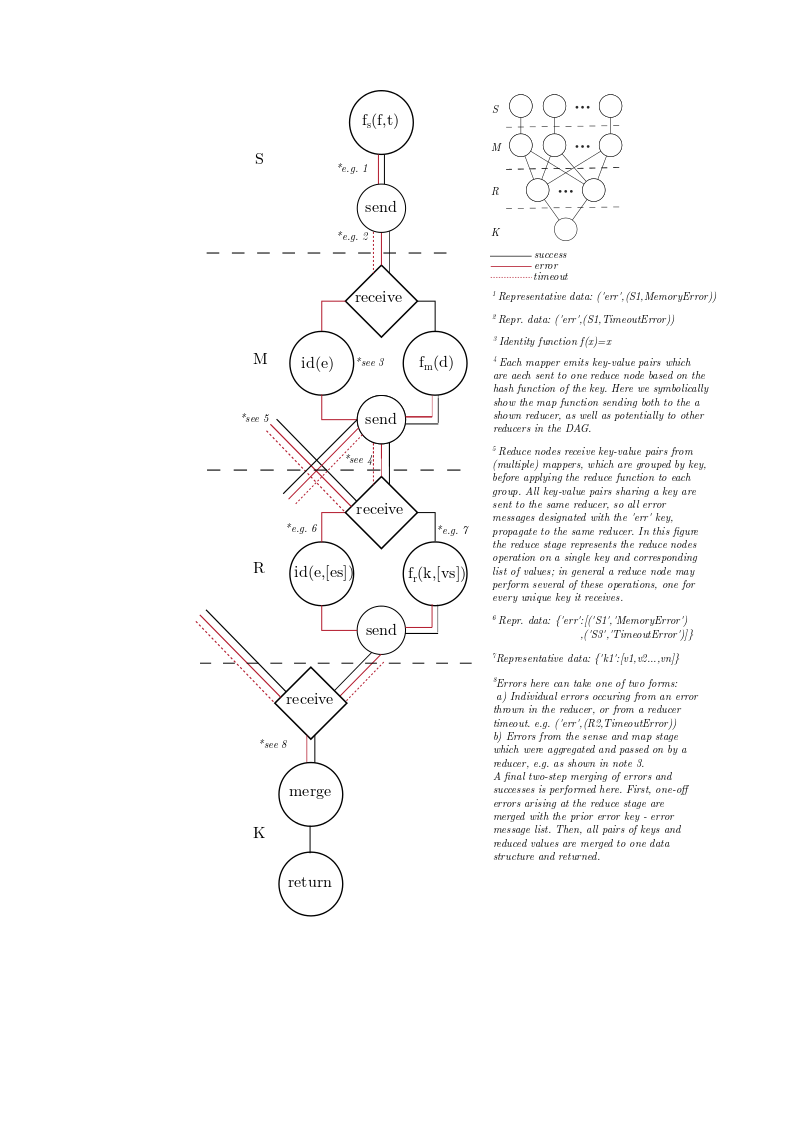 f_s(f,t)
S
*e.g. 1
send
*e.g. 2
receive
M
id(e)
*see 3
f_m(d)
send
*see 5
*see 4
receive
*e.g. 6
*e.g. 7
R
id(e,[es])
f_r(k,[vs])
send
receive
*see 8
merge
K
return
S
•••
M
•••
R
•••
K
success
error
timeout
1 Representative data: ('err',(S1,MemoryError))
2 Repr. data: ('err',(S1,TimeoutError))
3 Identity function f(x)=x
4 Each mapper emits key-value pairs which
are aech sent to one reduce node based on the
hash function of the key. Here we symbolically
show the map function sending both to the a
shown reducer, as well as potentially to other
reducers in the DAG.
5 Reduce nodes receive key-value pairs from
(multiple) mappers, which are grouped by key,
before applying the reduce function to each
group. All key-value pairs sharing a key are
sent to the same reducer, so all error
messages designated with the 'err' key,
propagate to the same reducer. In this figure
the reduce stage represents the reduce nodes
operation on a single key and corresponding
list of values; in general a reduce node may
perform several of these operations, one for
every unique key it receives.
6 Repr. data: {'err':[('S1','MemoryError')
,('S3','TimeoutError')]}
7 Representative data: {'k1':[v1,v2...,vn]}
8 Errors here can take one of two forms:
a) Individual errors occuring from an error
thrown in the reducer, or from a reducer
timeout. e.g. ('err',(R2,TimeoutError))
b) Errors from the sense and map stage
which were aggregated and passed on by a
reducer, e.g. as shown in note 3.
A final two-step merging of errors and
successes is performed here. First, one-off
errors arising at the reduce stage are
merged with the prior error key - error
message list. Then, all pairs of keys and
reduced values are merged to one data
structure and returned.